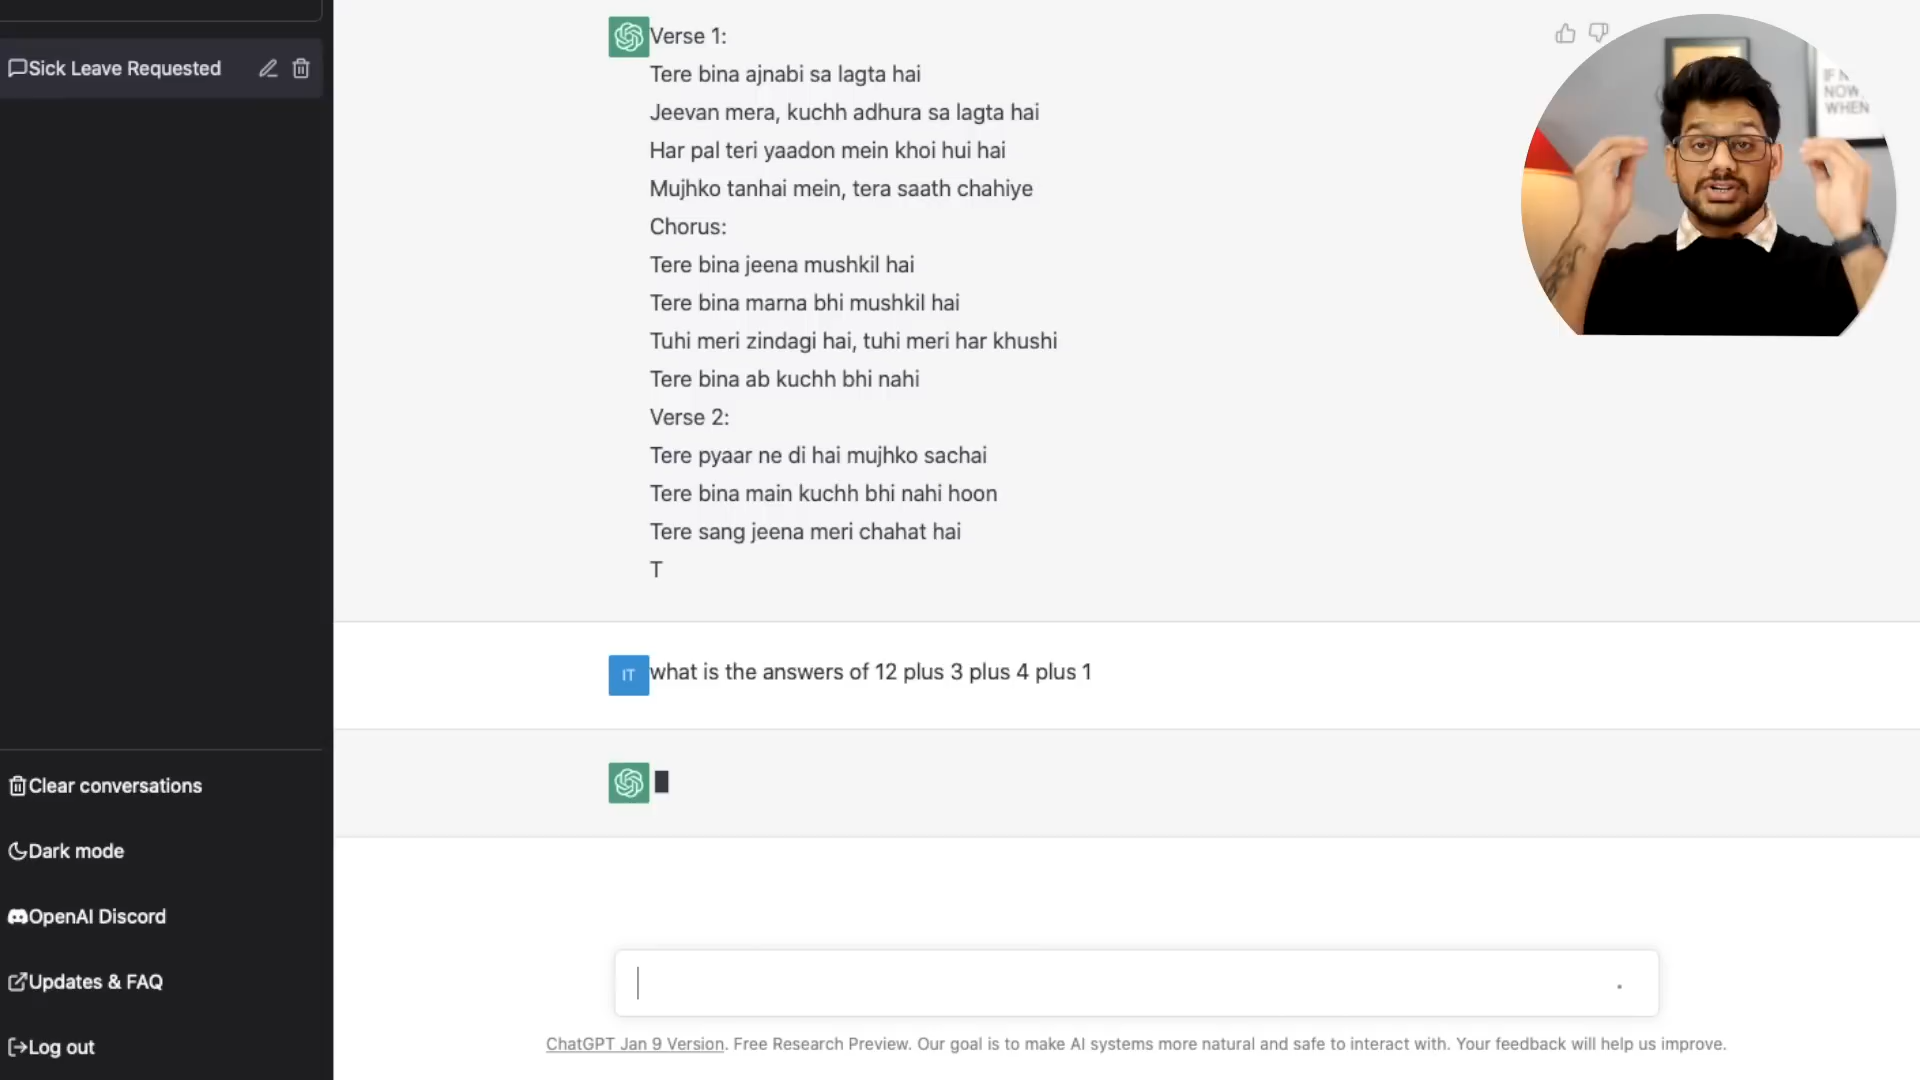 Sick Leave Requested
Clear conversations
Dark mode
OpenAI Discord
Updates & FAQ
Log out
Verse 1:
Tere bina ajnabi sa lagta hai
Jeevan mera, kuchh adhura sa lagta hai
Har pal teri yaadon mein khoi hui hai
Mujhko tanhai mein, tera saath chahiye
Chorus:
Tere bina jeena mushkil hai
Tere bina marna bhi mushkil hai
Tuhi meri zindagi hai, tuhi meri har khushi
Tere bina ab kuchh bhi nahi
Verse 2:
Tere pyaar ne di hai mujhko sachai
Tere bina main kuchh bhi nahi hoon
Tere sang jeena meri chahat hai
T
IT what is the answers of 12 plus 3 plus 4 plus 1
ChatGPT Jan 9 Version. Free Research Preview. Our goal is to make AI systems more natural and safe to interact with. Your feedback will help us improve.
IF N
NOW,
WHEN